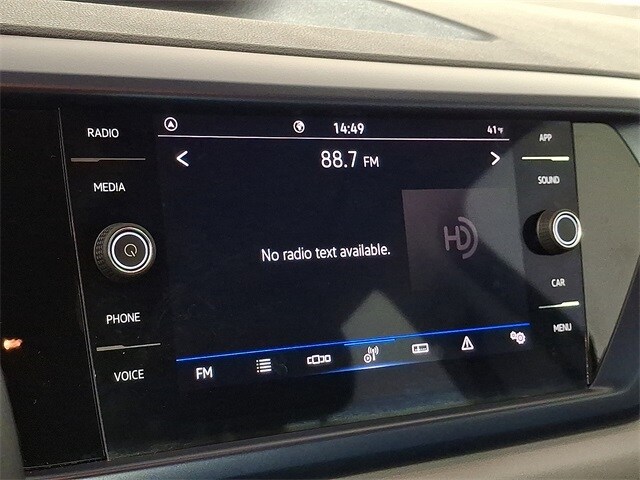 RADIO
MEDIA
PHONE
VOICE
14:49
41°F
88.7 FM
No radio text available.
HD
FM
APP
SOUND
CAR
MENU